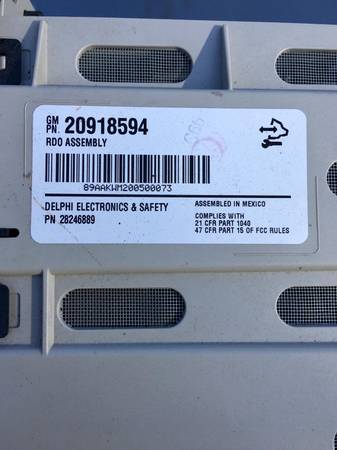 GM
PN. 20918594
RDO ASSEMBLY
89AAKWM200500073
DELPHI ELECTRONICS & SAFETY
PN 28246889
ASSEMBLED IN MEXICO
COMPLIES WITH
21 CFR PART 1040
47 CFR PART 15 OF FCC RULES